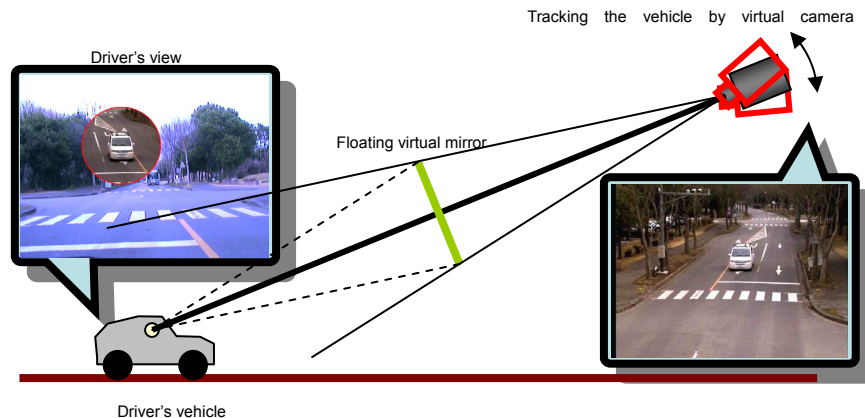 Tracking the vehicle by virtual camera
Driver's view
Floating virtual mirror
Driver's vehicle